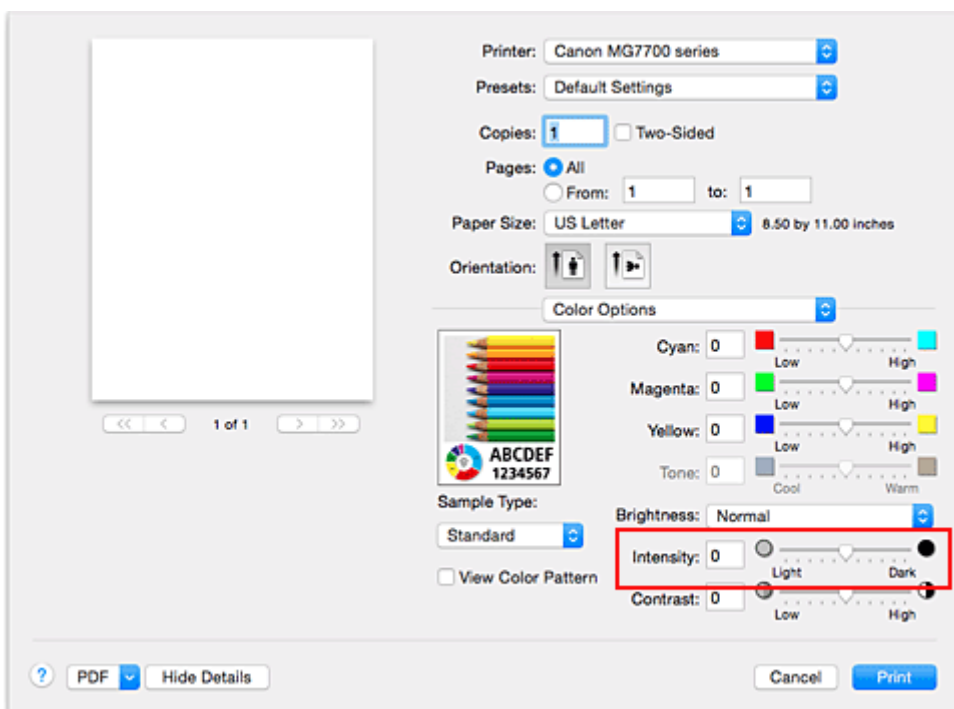 Printer: Canon MG7700 series
Presets: Default Settings
Copies: 1 Two-Sided
Pages: All
From: 1 to: 1
Paper Size: US Letter 8.50 by 11.00 inches
Orientation:
Color Options
Cyan: 0
Low High
Magenta: 0
Low High
Yellow: 0
Low High
Tone: 0
Cool Warm
ABCDEF
1234567
Sample Type:
Standard
View Color Pattern
Brightness: Normal
Intensity: 0
Light Dark
Contrast: 0
Low High
<< < 1 of 1 > >>
? PDF Hide Details Cancel Print